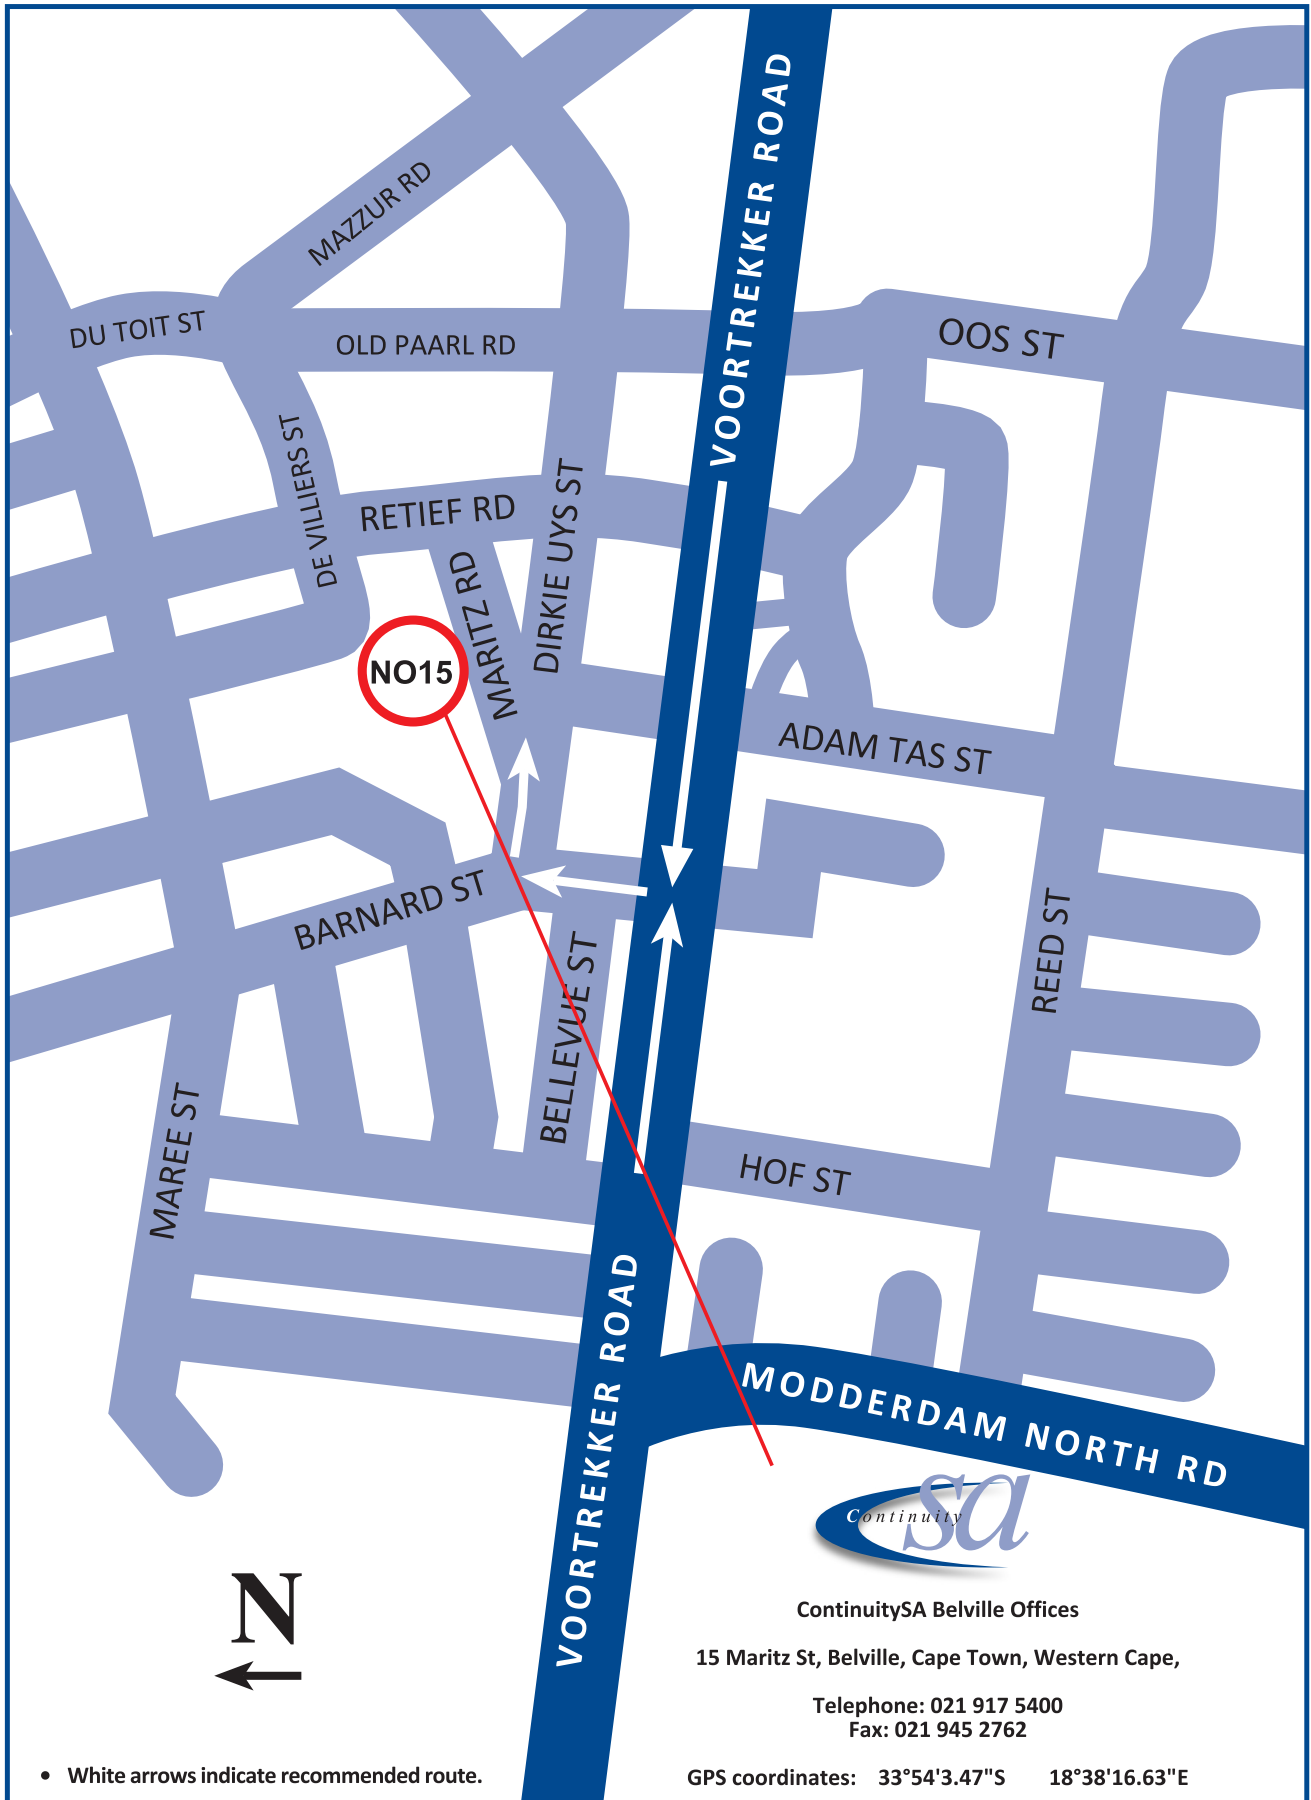 VOORTREKKER ROAD
MAZZUR RD
DU TOIT ST
OLD PAARL RD
OOS ST
DE VILLIERS ST
RETIEF RD
DIRKIE UYS ST
MARITZ RD
NO15
ADAM TAS ST
BARNARD ST
REED ST
BELLEVUE ST
MAREE ST
HOF ST
VOORTREKKER ROAD
MODDERDAM NORTH RD
Continuity sa
N
ContinuitySA Belville Offices
15 Maritz St, Belville, Cape Town, Western Cape,
Telephone: 021 917 5400
Fax: 021 945 2762
• White arrows indicate recommended route.
GPS coordinates: 33°54'3.47"S 18°38'16.63"E